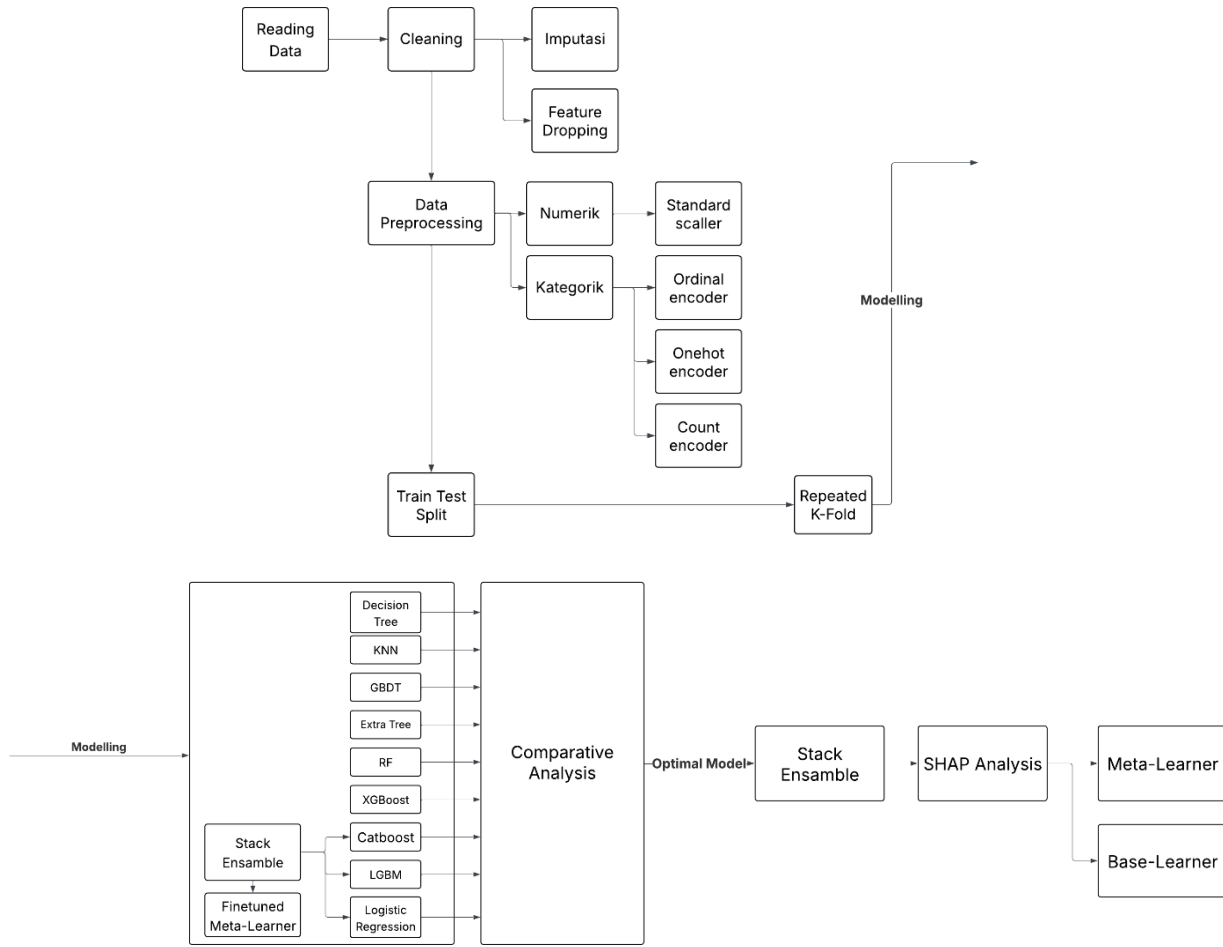 Reading
Data
Cleaning
Imputasi
Feature
Dropping
Data
Preprocessing
Numerik
Standard
scaller
Kategorik
Ordinal
encoder
Onehot
encoder
Count
encoder
Modelling
Train Test
Split
Repeated
K-Fold
Modelling
Decision
Tree
KNN
GBDT
Extra Tree
RF
XGBoost
Catboost
LGBM
Logistic
Regression
Stack
Ensamble
Finetuned
Meta-Learner
Comparative
Analysis
Optimal Model
Stack
Ensamble
SHAP Analysis
Meta-Learner
Base-Learner